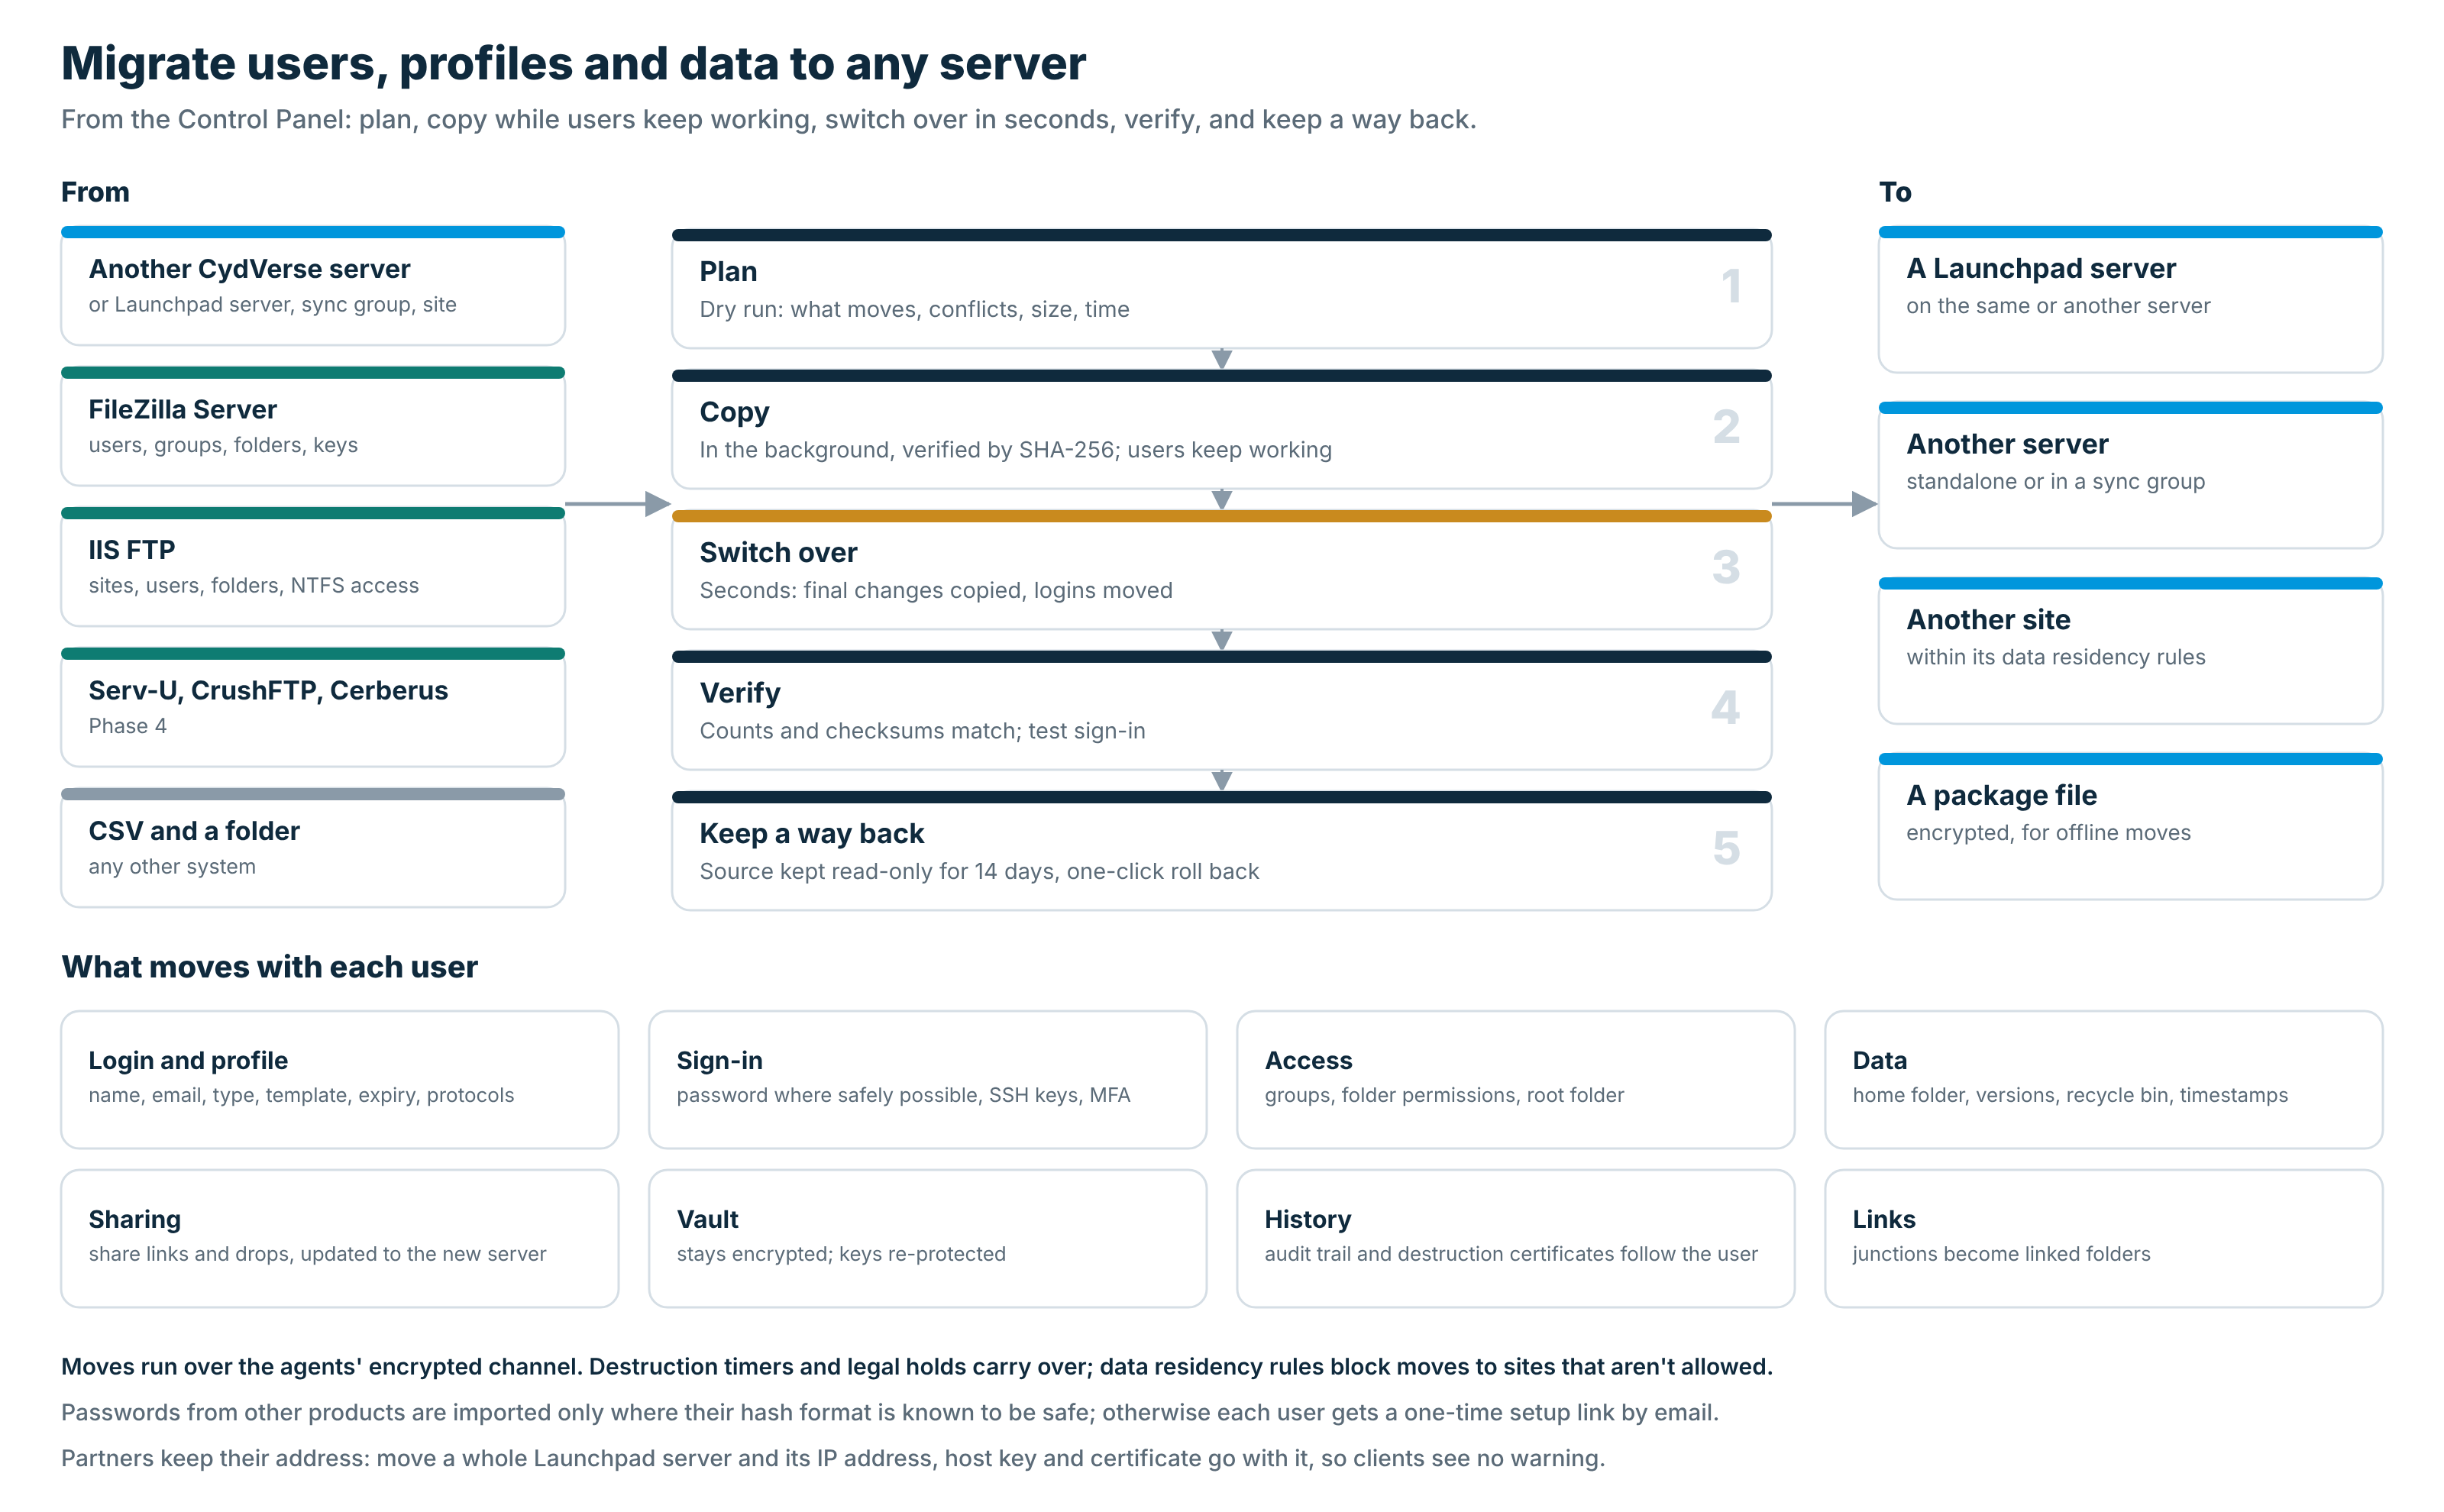 Migrate users, profiles and data to any server
From the Control Panel: plan, copy while users keep working, switch over in seconds, verify, and keep a way back.
From
Another CydVerse server
or Launchpad server, sync group, site
FileZilla Server
users, groups, folders, keys
IIS FTP
sites, users, folders, NTFS access
Serv-U, CrushFTP, Cerberus
Phase 4
CSV and a folder
any other system
Plan
1
Dry run: what moves, conflicts, size, time
Copy
2
In the background, verified by SHA-256; users keep working
Switch over
3
Seconds: final changes copied, logins moved
Verify
4
Counts and checksums match; test sign-in
Keep a way back
5
Source kept read-only for 14 days, one-click roll back
To
A Launchpad server
on the same or another server
Another server
standalone or in a sync group
Another site
within its data residency rules
A package file
encrypted, for offline moves
What moves with each user
Login and profile
name, email, type, template, expiry, protocols
Sign-in
password where safely possible, SSH keys, MFA
Access
groups, folder permissions, root folder
Data
home folder, versions, recycle bin, timestamps
Sharing
share links and drops, updated to the new server
Vault
stays encrypted; keys re-protected
History
audit trail and destruction certificates follow the user
Links
junctions become linked folders
Moves run over the agents' encrypted channel. Destruction timers and legal holds carry over; data residency rules block moves to sites that aren't allowed.
Passwords from other products are imported only where their hash format is known to be safe; otherwise each user gets a one-time setup link by email.
Partners keep their address: move a whole Launchpad server and its IP address, host key and certificate go with it, so clients see no warning.